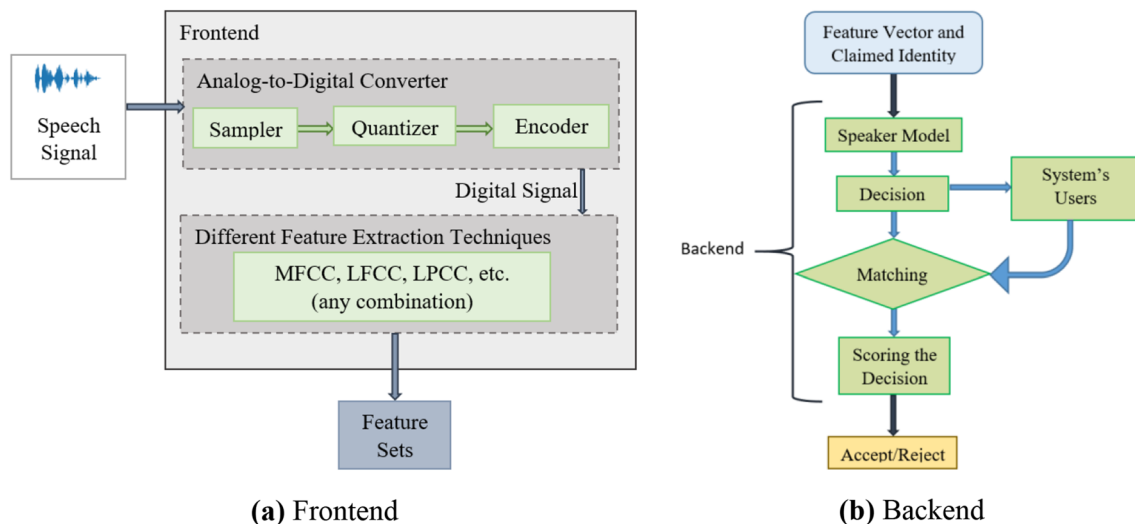 Frontend
Speech
Signal
Analog-to-Digital Converter
Sampler
Quantizer
Encoder
Digital Signal
Different Feature Extraction Techniques
MFCC, LFCC, LPCC, etc.
(any combination)
Feature
Sets
(a) Frontend
Feature Vector and
Claimed Identity
Speaker Model
Decision
System's
Users
Backend
Matching
Scoring the
Decision
Accept/Reject
(b) Backend